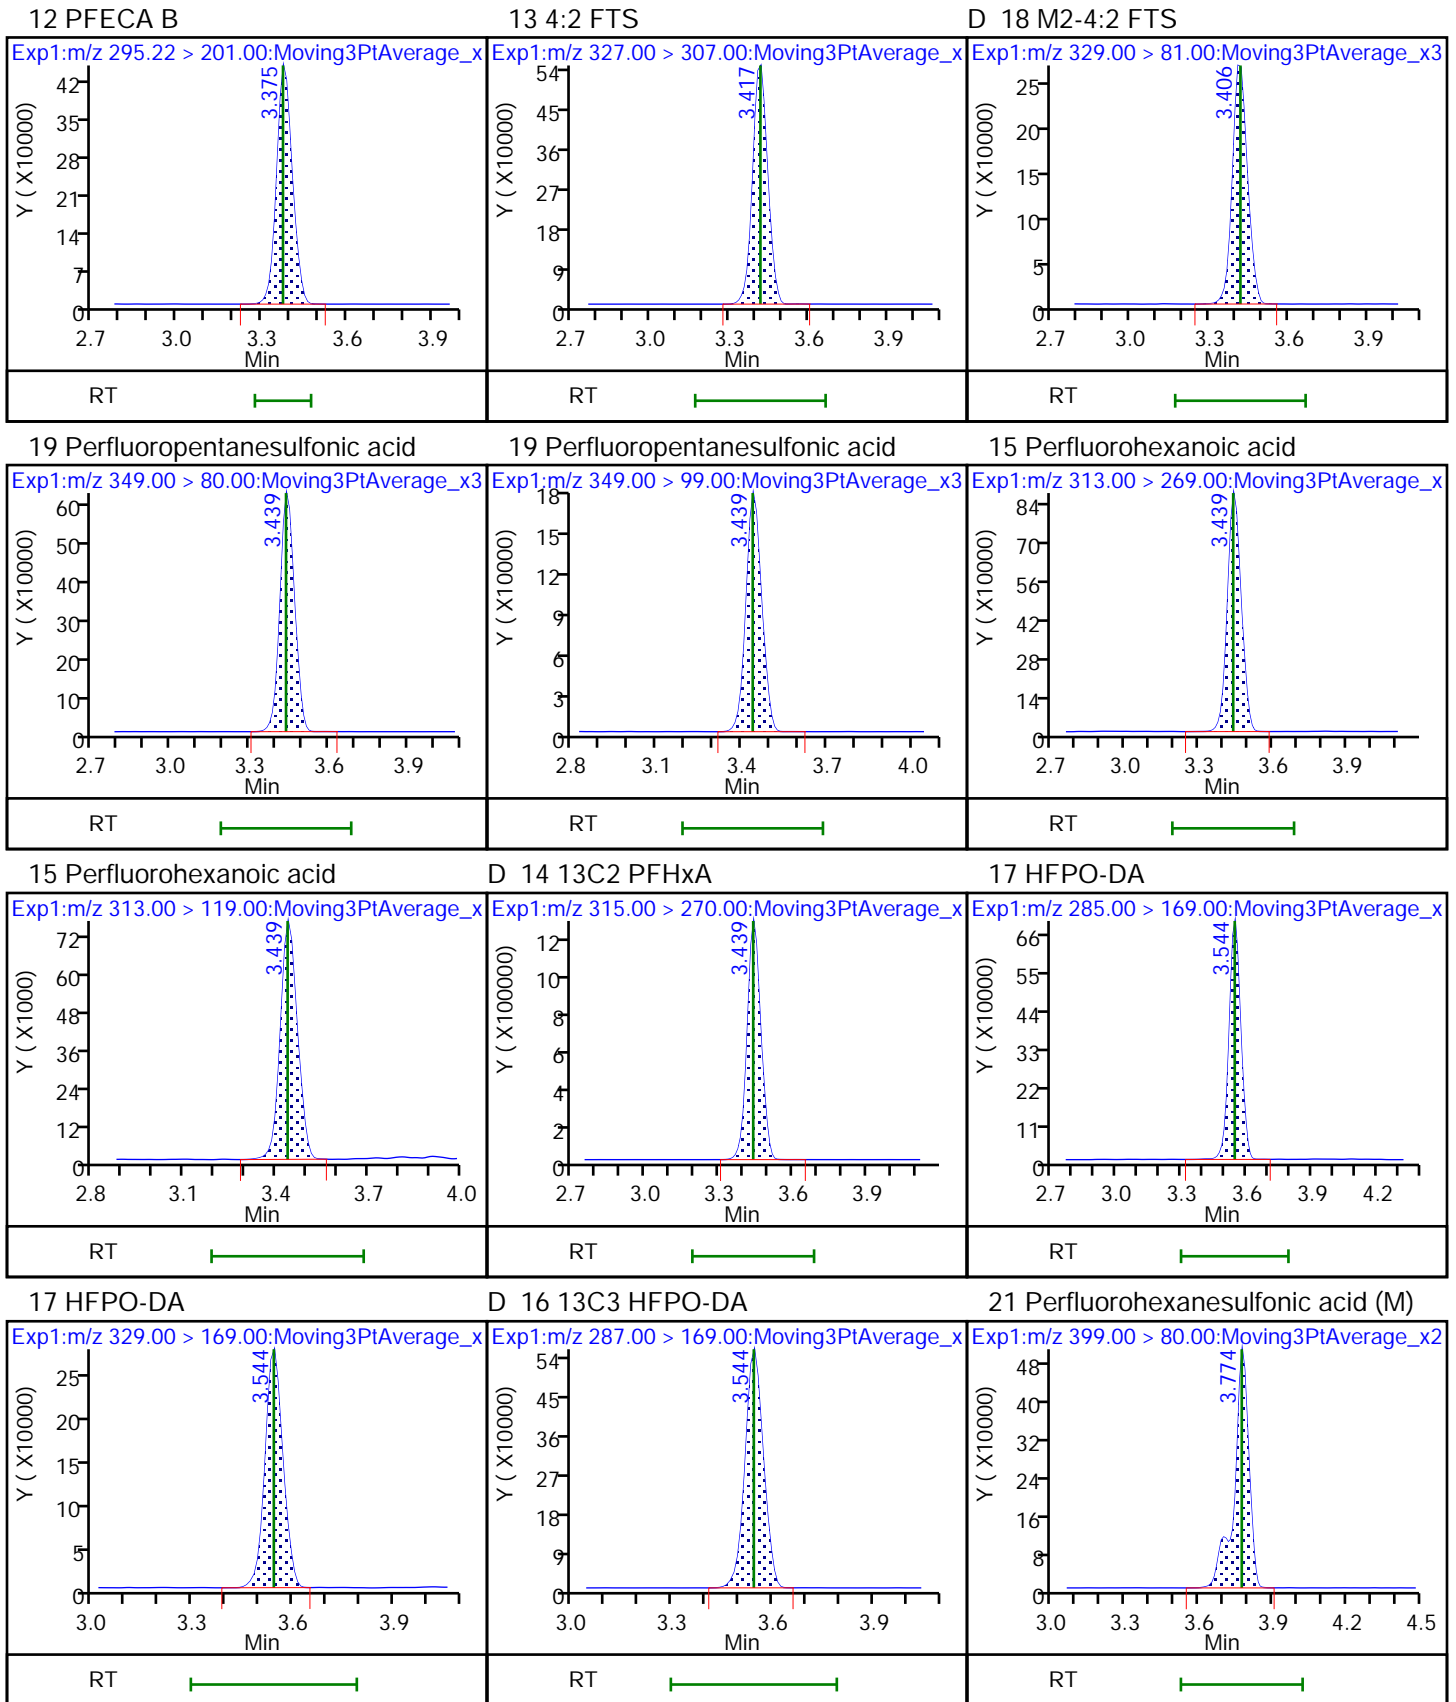 12 PFECA B
Exp1:m/z 295.22 > 201.00:Moving3PtAverage_x
3.375
Y ( X10000)
42
35
28
21
14
7
0
2.7 3.0 3.3 3.6 3.9
Min
RT
13 4:2 FTS
Exp1:m/z 327.00 > 307.00:Moving3PtAverage_x
3.417
Y ( X10000)
54
45
36
27
18
9
0
2.7 3.0 3.3 3.6 3.9
Min
RT
D 18 M2-4:2 FTS
Exp1:m/z 329.00 > 81.00:Moving3PtAverage_x3
3.406
Y ( X10000)
25
20
15
10
5
0
2.7 3.0 3.3 3.6 3.9
Min
RT
19 Perfluoropentanesulfonic acid
Exp1:m/z 349.00 > 80.00:Moving3PtAverage_x3
3.439
Y ( X10000)
60
50
40
30
20
10
0
2.7 3.0 3.3 3.6 3.9
Min
RT
19 Perfluoropentanesulfonic acid
Exp1:m/z 349.00 > 99.00:Moving3PtAverage_x3
3.439
Y ( X10000)
18
15
12
9
6
3
0
2.8 3.1 3.4 3.7 4.0
Min
RT
15 Perfluorohexanoic acid
Exp1:m/z 313.00 > 269.00:Moving3PtAverage_x
3.439
Y ( X10000)
84
70
56
42
28
14
0
2.7 3.0 3.3 3.6 3.9
Min
RT
15 Perfluorohexanoic acid
Exp1:m/z 313.00 > 119.00:Moving3PtAverage_x
3.439
Y ( X1000)
72
60
48
36
24
12
0
2.8 3.1 3.4 3.7 4.0
Min
RT
D 14 13C2 PFHxA
Exp1:m/z 315.00 > 270.00:Moving3PtAverage_x
3.439
Y ( X100000)
12
10
8
6
4
2
0
2.7 3.0 3.3 3.6 3.9
Min
RT
17 HFPO-DA
Exp1:m/z 285.00 > 169.00:Moving3PtAverage_x
3.544
Y ( X10000)
66
55
44
33
22
11
0
2.7 3.0 3.3 3.6 3.9 4.2
Min
RT
17 HFPO-DA
Exp1:m/z 329.00 > 169.00:Moving3PtAverage_x
3.544
Y ( X10000)
25
20
15
10
5
0
3.0 3.3 3.6 3.9
Min
RT
D 16 13C3 HFPO-DA
Exp1:m/z 287.00 > 169.00:Moving3PtAverage_x
3.544
Y ( X10000)
54
45
36
27
18
9
0
3.0 3.3 3.6 3.9
Min
RT
21 Perfluorohexanesulfonic acid (M)
Exp1:m/z 399.00 > 80.00:Moving3PtAverage_x2
3.774
Y ( X10000)
48
40
32
24
16
8
0
3.0 3.3 3.6 3.9 4.2 4.5
Min
RT